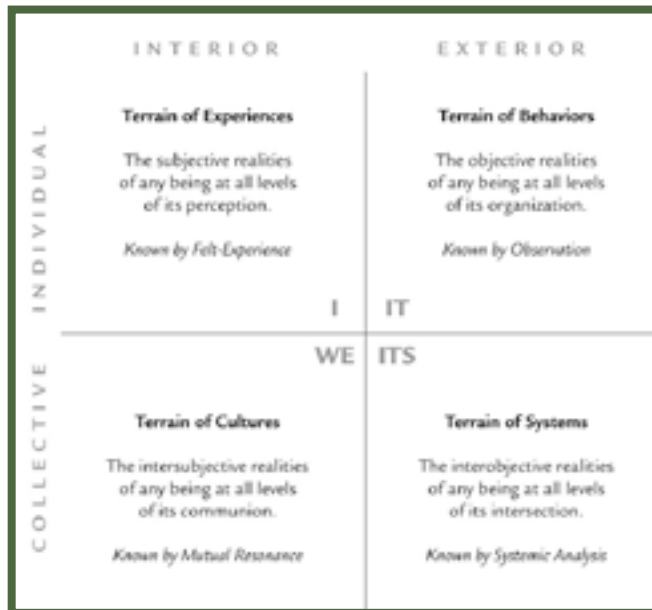 INTERIOR
EXTERIOR
INDIVIDUAL
Terrain of Experiences
The subjective realities
of any being at all levels
of its perception.
Known by Felt-Experience
I
Terrain of Behaviors
The objective realities
of any being at all levels
of its organization.
Known by Observation
IT
COLLECTIVE
WE
Terrain of Cultures
The intersubjective realities
of any being at all levels
of its communion.
Known by Mutual Resonance
ITS
Terrain of Systems
The interobjective realities
of any being at all levels
of its intersection.
Known by Systemic Analysis